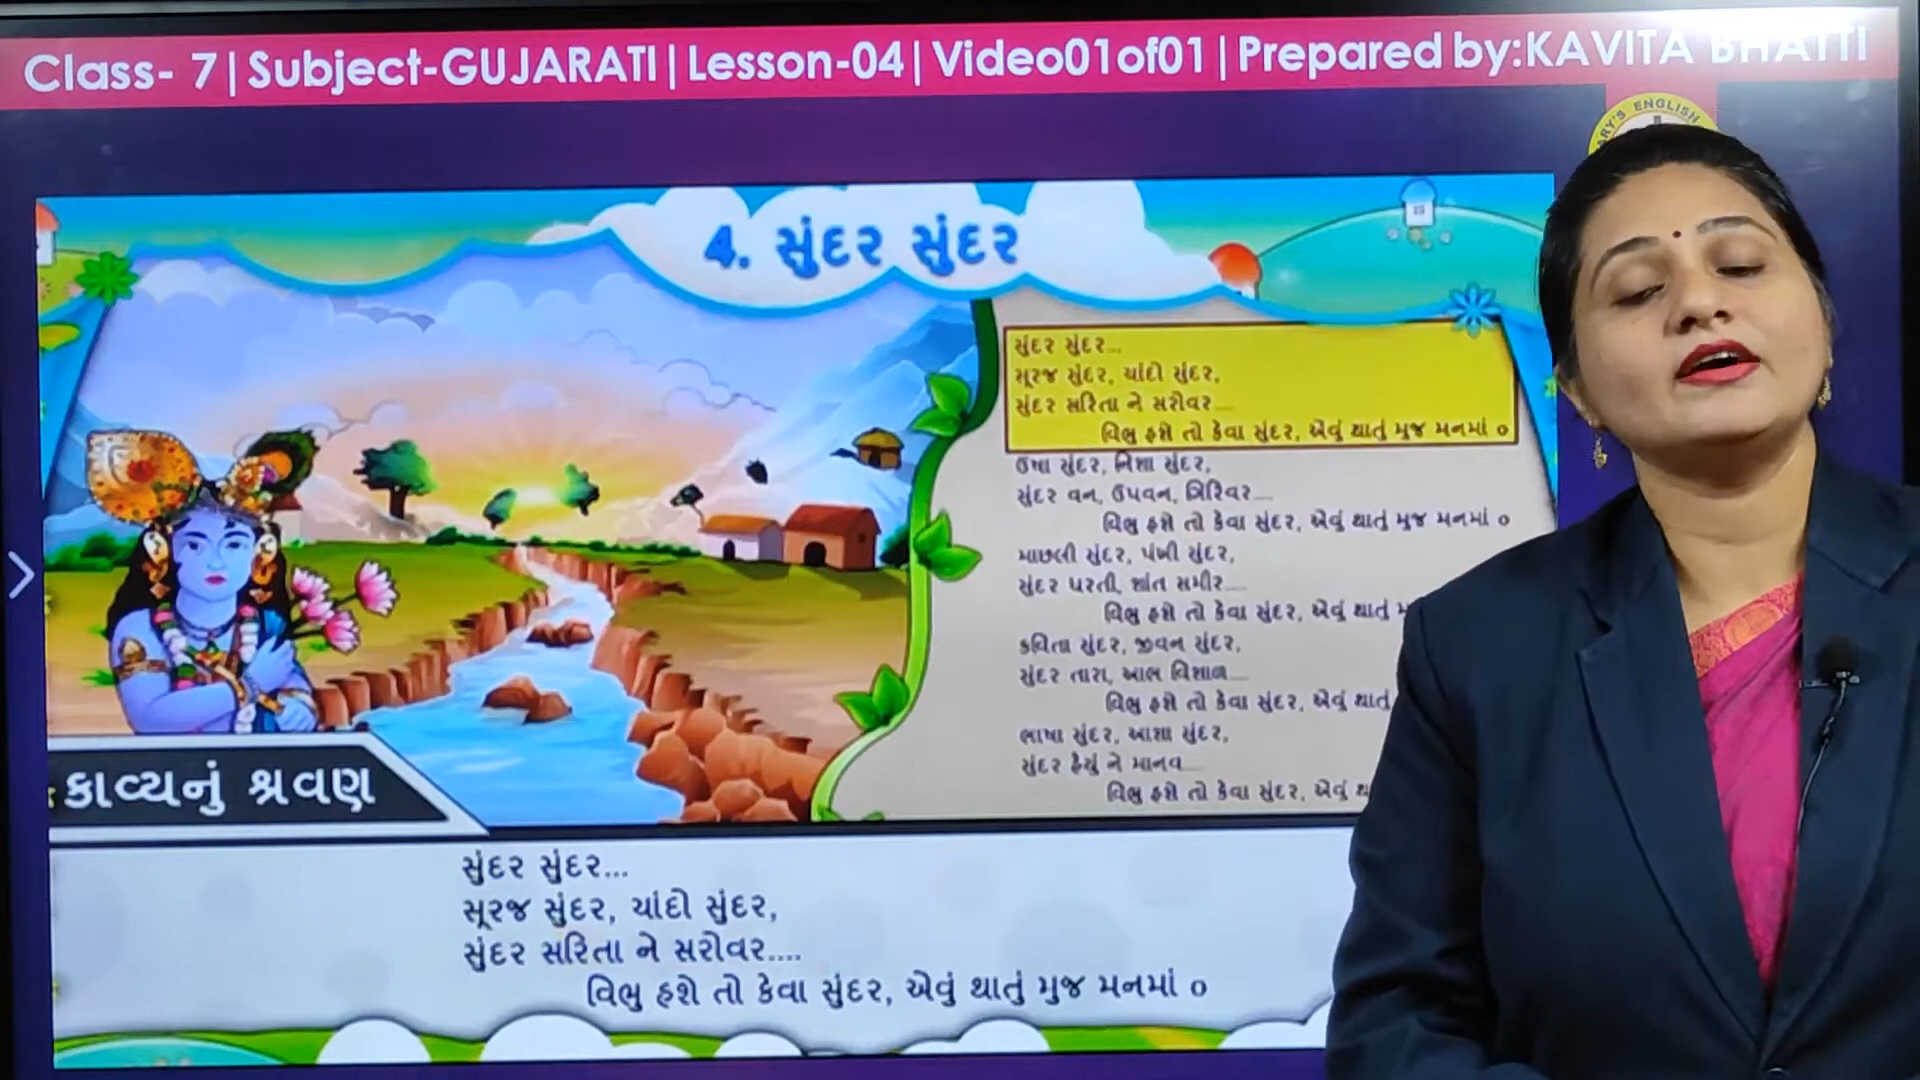 Class- 7|Subject-GUJARATI|Lesson-04|Video01of01|Prepared by:KAVITA BHATTI
ARY'S ENGLISH
4. સુંદર સુંદર
સુંદર સુંદર...
સૂરજ સુંદર, ચાંદો સુંદર,
સુંદર સરિતા ને સરોવર....
વિભુ હશે તો કેવા સુંદર, એવું થાતું મુજ મનમાં ૦
ઉષા સુંદર, નિશા સુંદર,
સુંદર વન, ઉપવન, ગિરિવર....
વિભુ હશે તો કેવા સુંદર, એવું થાતું મુજ મનમાં ૦
માછલી સુંદર, પંખી સુંદર,
સુંદર ધરતી, શાંત સમીર....
વિભુ હશે તો કેવા સુંદર, એવું થાતું
કવિતા સુંદર, જીવન સુંદર,
સુંદર તારા, આભ વિશાળ....
વિભુ હશે તો કેવા સુંદર, એવું થાતું
ભાષા સુંદર, આશા સુંદર,
સુંદર હૈયું ને માનવ....
વિભુ હશે તો કેવા સુંદર, એવું
કાવ્યનું શ્રવણ
સુંદર સુંદર...
સૂરજ સુંદર, ચાંદો સુંદર,
સુંદર સરિતા ને સરોવર....
વિભુ હશે તો કેવા સુંદર, એવું થાતું મુજ મનમાં ૦